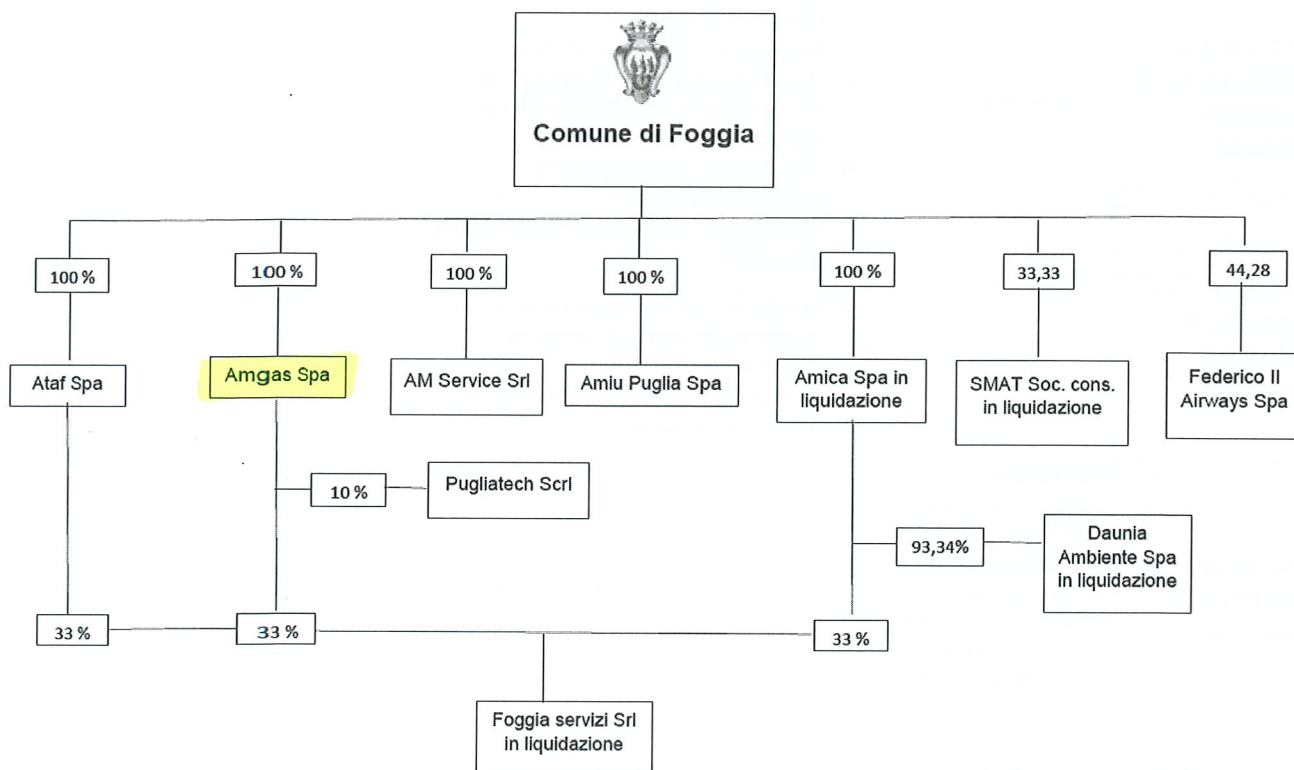 Comune di Foggia
100 %
100 %
100 %
100 %
100 %
33,33
44,28
Ataf Spa
Amgas Spa
AM Service Srl
Amiu Puglia Spa
Amica Spa in
liquidazione
SMAT Soc. cons.
in liquidazione
Federico II
Airways Spa
10 %
Pugliatech Scrl
93,34%
Daunia
Ambiente Spa
in liquidazione
33 %
33 %
33 %
Foggia servizi Srl
in liquidazione